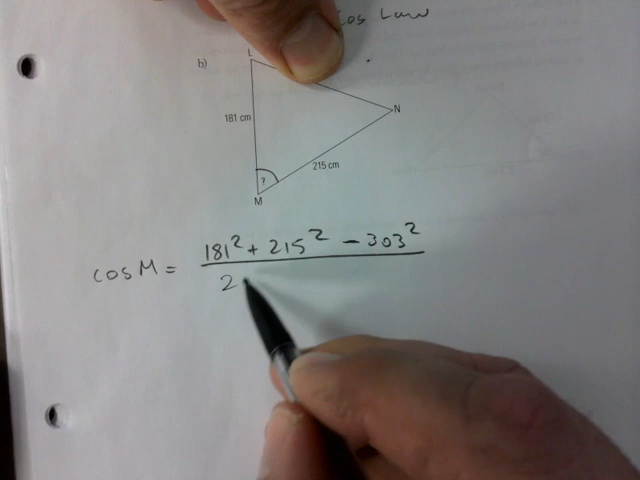 Cos Law
b)
L
N
181 cm
215 cm
?
M
cos M = 181² + 215² - 303²
2